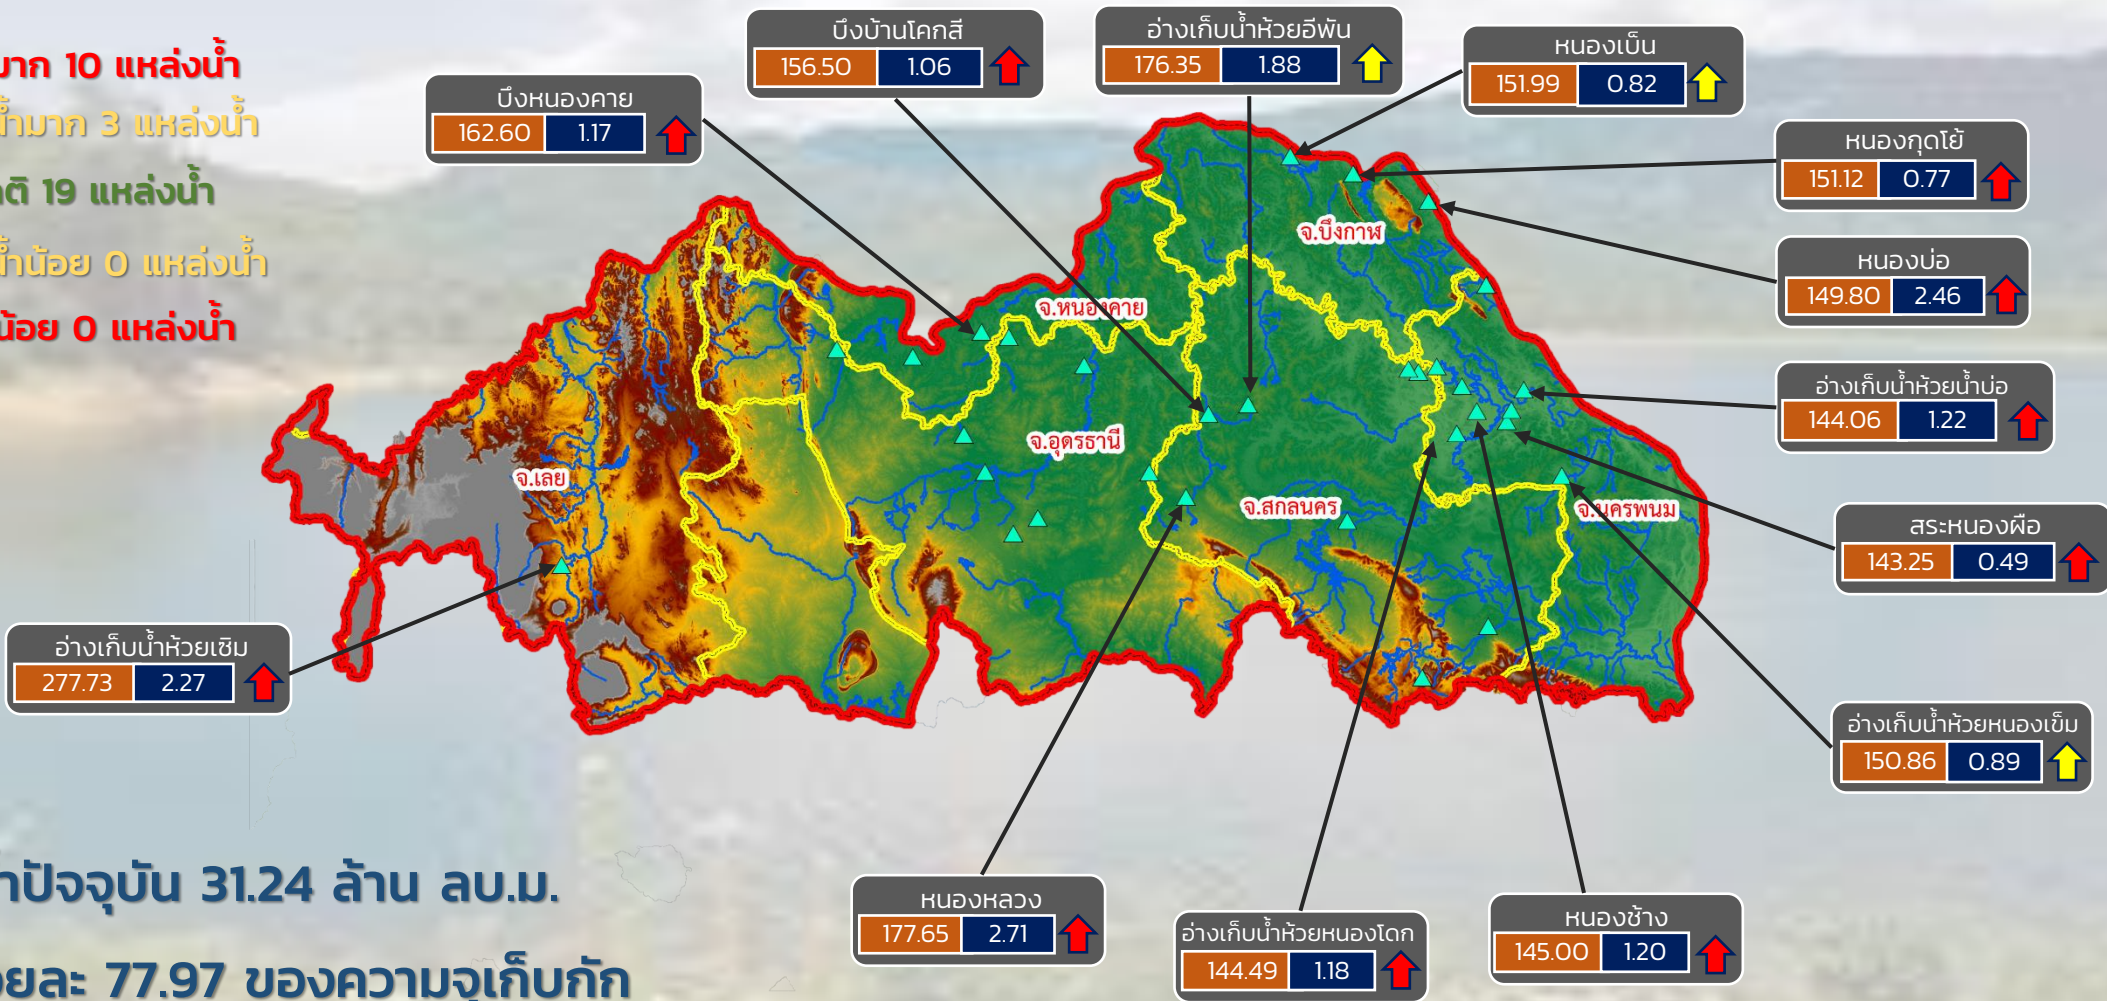 มาก 10 แหล่งน้ำ
น้ำมาก 3 แหล่งน้ำ
19 แหล่งน้ำ
น้ำน้อย 0 แหล่งน้ำ
น้อย 0 แหล่งน้ำ
บึงหนองคาย
162.60 1.17
บึงบ้านโคกสี
156.50 1.06
อ่างเก็บน้ำห้วยอีพัน
176.35 1.88
หนองเบ็น
151.99 0.82
หนองกุดโย้
151.12 0.77
หนองบ่อ
149.80 2.46
อ่างเก็บน้ำห้วยน้ำบ่อ
144.06 1.22
สระหนองผือ
143.25 0.49
อ่างเก็บน้ำห้วยหนองเข็ม
150.86 0.89
จ.บึงกาฬ
จ.หนองคาย
จ.อุดรธานี
จ.เลย
จ.สกลนคร
จ.นครพนม
อ่างเก็บน้ำห้วยเซิม
277.73 2.27
หนองหลวง
177.65 2.71
อ่างเก็บน้ำห้วยหนองโดก
144.49 1.18
หนองช้าง
145.00 1.20
ปัจจุบัน 31.24 ล้าน ลบ.ม.
77.97 ของความจุเก็บกัก